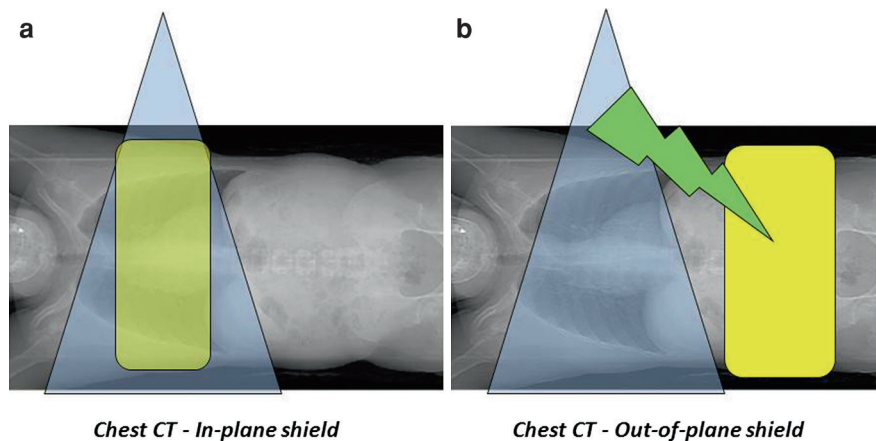 a
b
Chest CT - In-plane shield
Chest CT - Out-of-plane shield